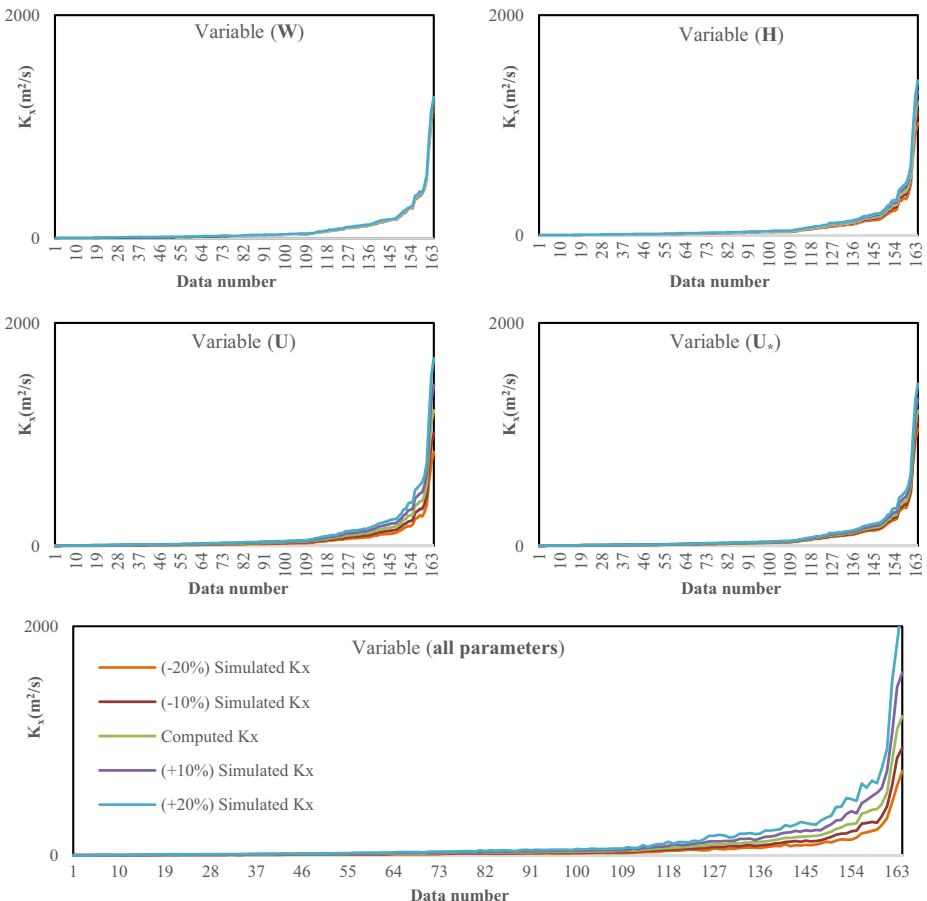 2000
Variable (W)
Kₓ(m²/s)
0
1 10 19 28 37 46 55 64 73 82 91 100 109 118 127 136 145 154 163
Data number
2000
Variable (H)
Kₓ(m²/s)
0
1 10 19 28 37 46 55 64 73 82 91 100 109 118 127 136 145 154 163
Data number
2000
Variable (U)
Kₓ(m²/s)
0
1 10 19 28 37 46 55 64 73 82 91 100 109 118 127 136 145 154 163
Data number
2000
Variable (U*)
Kₓ(m²/s)
0
1 10 19 28 37 46 55 64 73 82 91 100 109 118 127 136 145 154 163
Data number
2000
Variable (all parameters)
(-20%) Simulated Kx
(-10%) Simulated Kx
Computed Kx
(+10%) Simulated Kx
(+20%) Simulated Kx
Kₓ(m²/s)
0
1 10 19 28 37 46 55 64 73 82 91 100 109 118 127 136 145 154 163
Data number